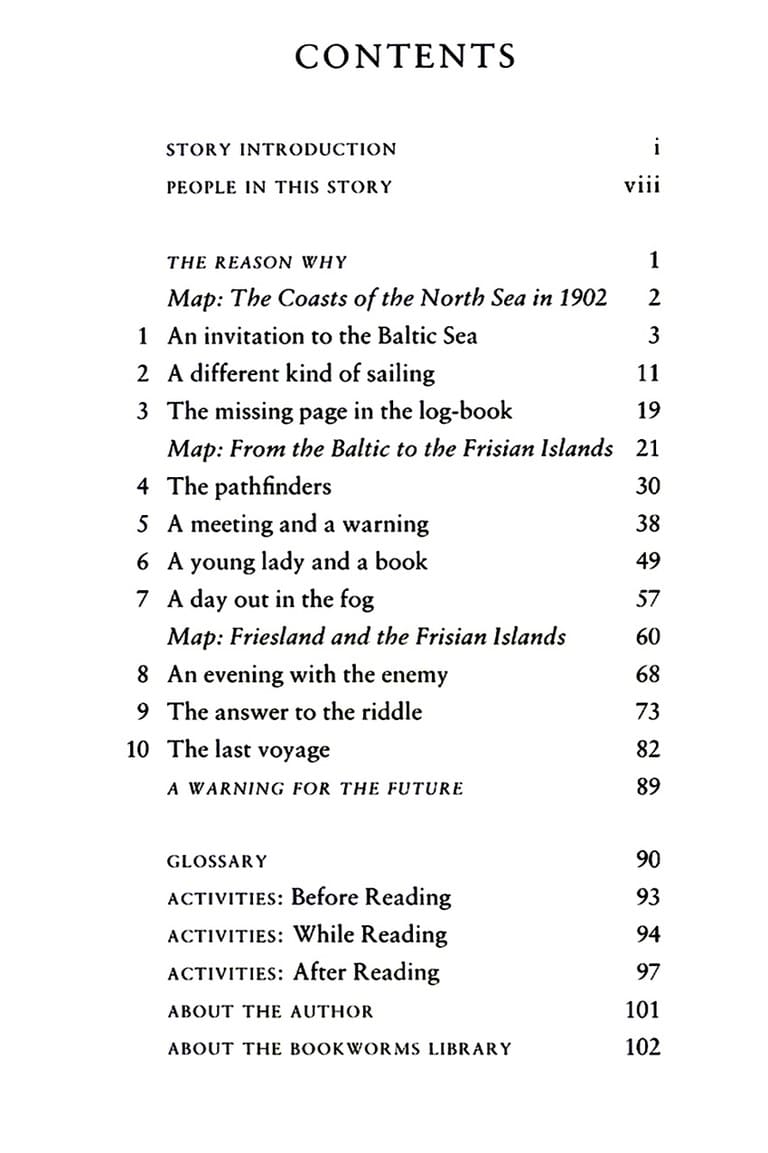 CONTENTS
STORY INTRODUCTION i
PEOPLE IN THIS STORY viii
THE REASON WHY 1
Map: The Coasts of the North Sea in 1902 2
1 An invitation to the Baltic Sea 3
2 A different kind of sailing 11
3 The missing page in the log-book 19
Map: From the Baltic to the Frisian Islands 21
4 The pathfinders 30
5 A meeting and a warning 38
6 A young lady and a book 49
7 A day out in the fog 57
Map: Friesland and the Frisian Islands 60
8 An evening with the enemy 68
9 The answer to the riddle 73
10 The last voyage 82
A WARNING FOR THE FUTURE 89
GLOSSARY 90
ACTIVITIES: Before Reading 93
ACTIVITIES: While Reading 94
ACTIVITIES: After Reading 97
ABOUT THE AUTHOR 101
ABOUT THE BOOKWORMS LIBRARY 102